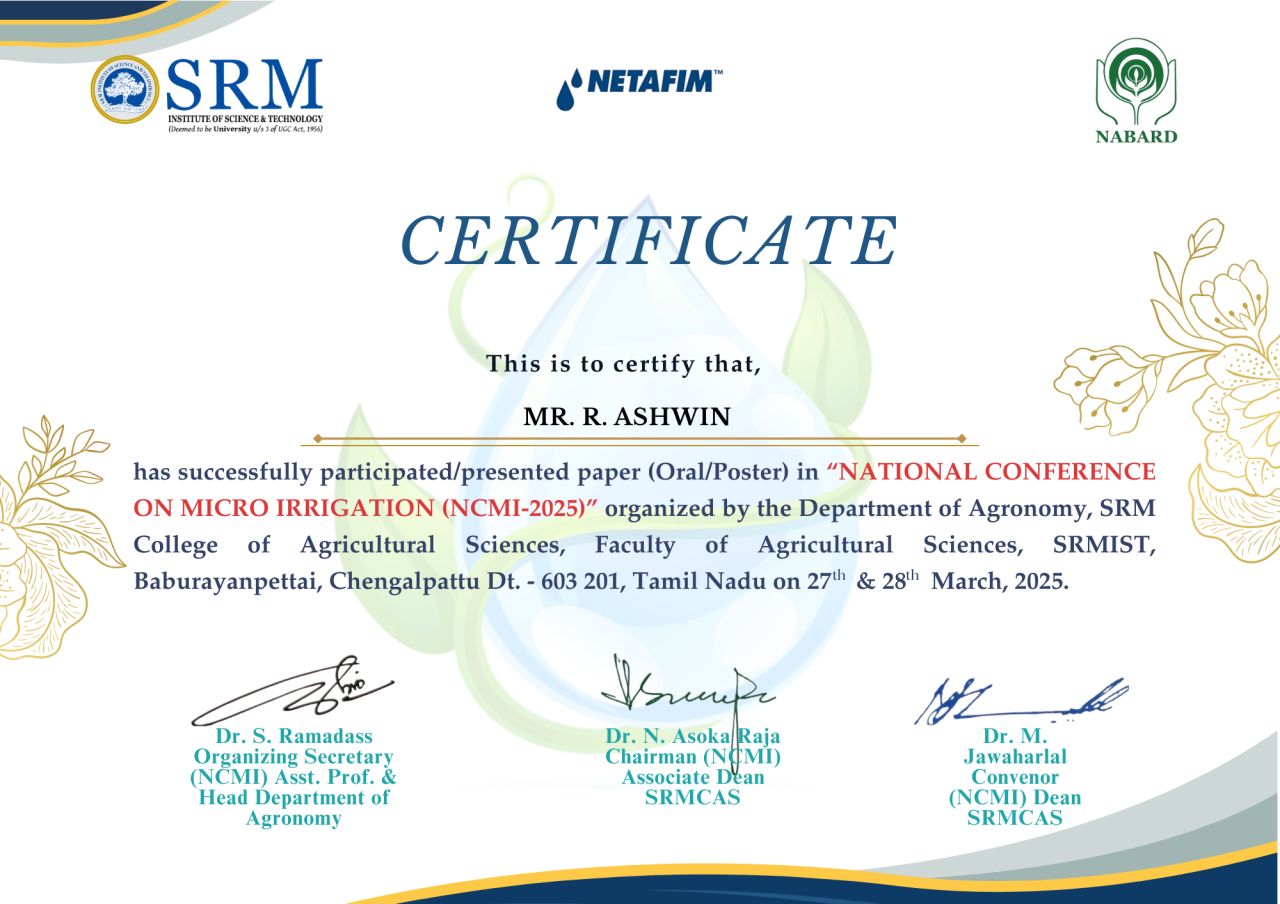 SRM
INSTITUTE OF SCIENCE & TECHNOLOGY
(Deemed to be University u/s 3 of UGC Act, 1956)
NETAFIM™
NABARD
CERTIFICATE
This is to certify that,
MR. R. ASHWIN
has successfully participated/presented paper (Oral/Poster) in “NATIONAL CONFERENCE
ON MICRO IRRIGATION (NCMI-2025)” organized by the Department of Agronomy, SRM
College of Agricultural Sciences, Faculty of Agricultural Sciences, SRMIST,
Baburayanpettai, Chengalpattu Dt. - 603 201, Tamil Nadu on 27th & 28th March, 2025.
Dr. S. Ramadass
Organizing Secretary
(NCMI) Asst. Prof. &
Head Department of
Agronomy
Dr. N. Asoka Raja
Chairman (NCMI)
Associate Dean
SRMCAS
Dr. M.
Jawaharlal
Convenor
(NCMI) Dean
SRMCAS